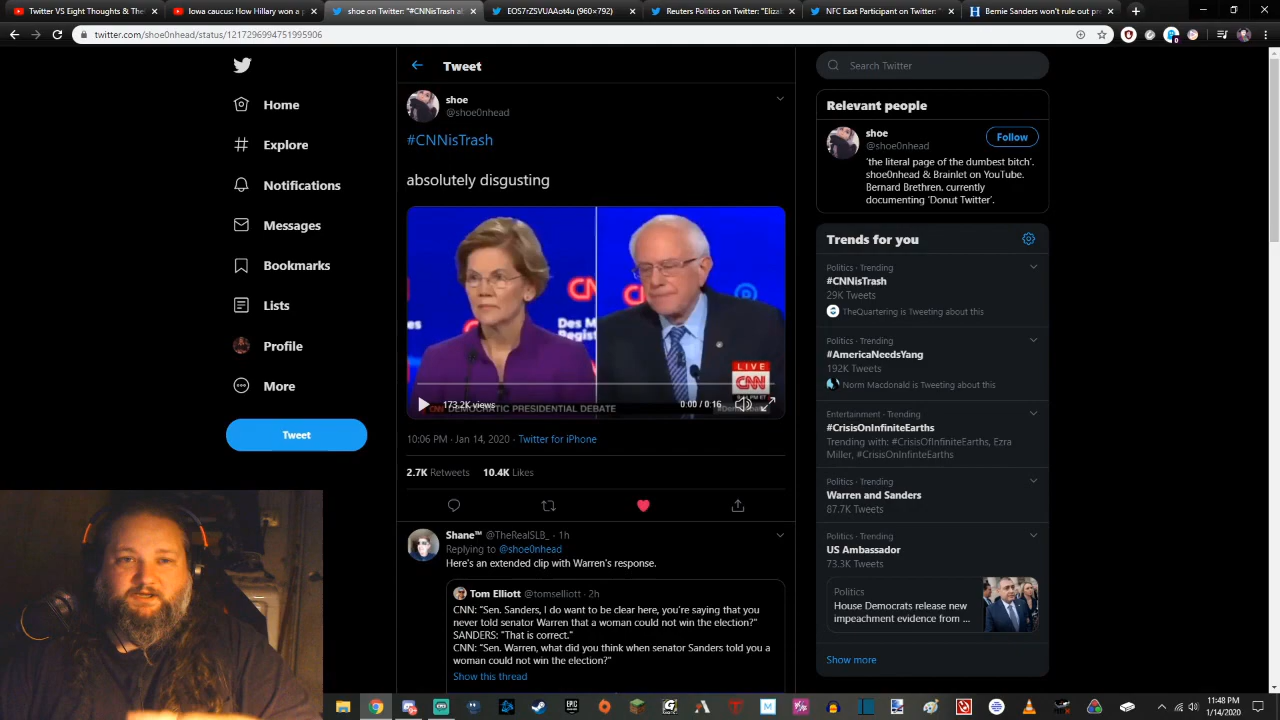 Twitter VS Eight Thoughts & The
Iowa caucus: How Hillary won a
shoe on Twitter: "#CNNisTrash a
EOS7rZSVUAAot4u (960×792)
Reuters Politics on Twitter: "Eliza
NFC East Participant on Twitter: "
Bernie Sanders won't rule out pr
twitter.com/shoe0nhead/status/1217296994751995906
Home
Explore
Notifications
Messages
Bookmarks
Lists
Profile
More
Tweet
Tweet
shoe
@shoe0nhead
#CNNisTrash
absolutely disgusting
Des M
Regist
LIVE
CNN
173.2K views
0:00 / 0:16
CNN DEMOCRATIC PRESIDENTIAL DEBATE
10:06 PM · Jan 14, 2020 · Twitter for iPhone
2.7K Retweets 10.4K Likes
Shane™ @TheRealSLB_ · 1h
Replying to @shoe0nhead
Here's an extended clip with Warren's response.
Tom Elliott @tomselliott · 2h
CNN: "Sen. Sanders, I do want to be clear here, you're saying that you
never told senator Warren that a woman could not win the election?"
SANDERS: "That is correct."
CNN: "Sen. Warren, what did you think when senator Sanders told you a
woman could not win the election?"
Show this thread
Search Twitter
Relevant people
shoe
@shoe0nhead
Follow
'the literal page of the dumbest bitch'.
shoe0nhead & Brainlet on YouTube.
Bernard Brethren. currently
documenting 'Donut Twitter'.
Trends for you
Politics · Trending
#CNNisTrash
29K Tweets
TheQuartering is Tweeting about this
Politics · Trending
#AmericaNeedsYang
192K Tweets
Norm Macdonald is Tweeting about this
Entertainment · Trending
#CrisisOnInfiniteEarths
Trending with: #CrisisOfInfiniteEarths, Ezra
Miller, #CrisisOnInfinteEarths
Politics · Trending
Warren and Sanders
87.7K Tweets
Politics · Trending
US Ambassador
73.3K Tweets
Politics
House Democrats release new
impeachment evidence from ...
Show more
11:48 PM
1/14/2020